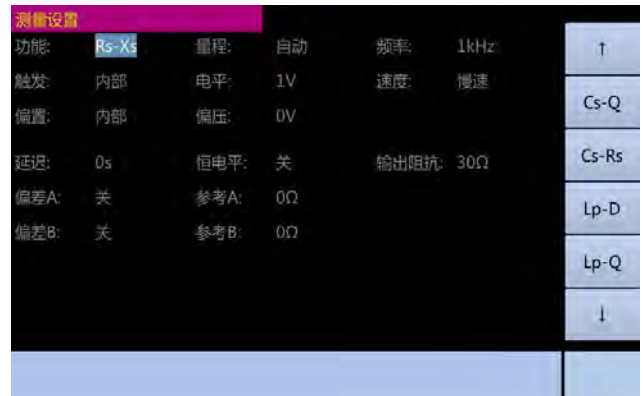 测量设置
功能: Rs-Xs 量程: 自动 频率: 1kHz
触发: 内部 电平: 1V 速度: 慢速
偏置: 内部 偏压: 0V
延迟: 0s 恒电平: 关 输出阻抗: 30Ω
偏差A: 关 参考A: 0Ω
偏差B: 关 参考B: 0Ω
↑
Cs-Q
Cs-Rs
Lp-D
Lp-Q
↓